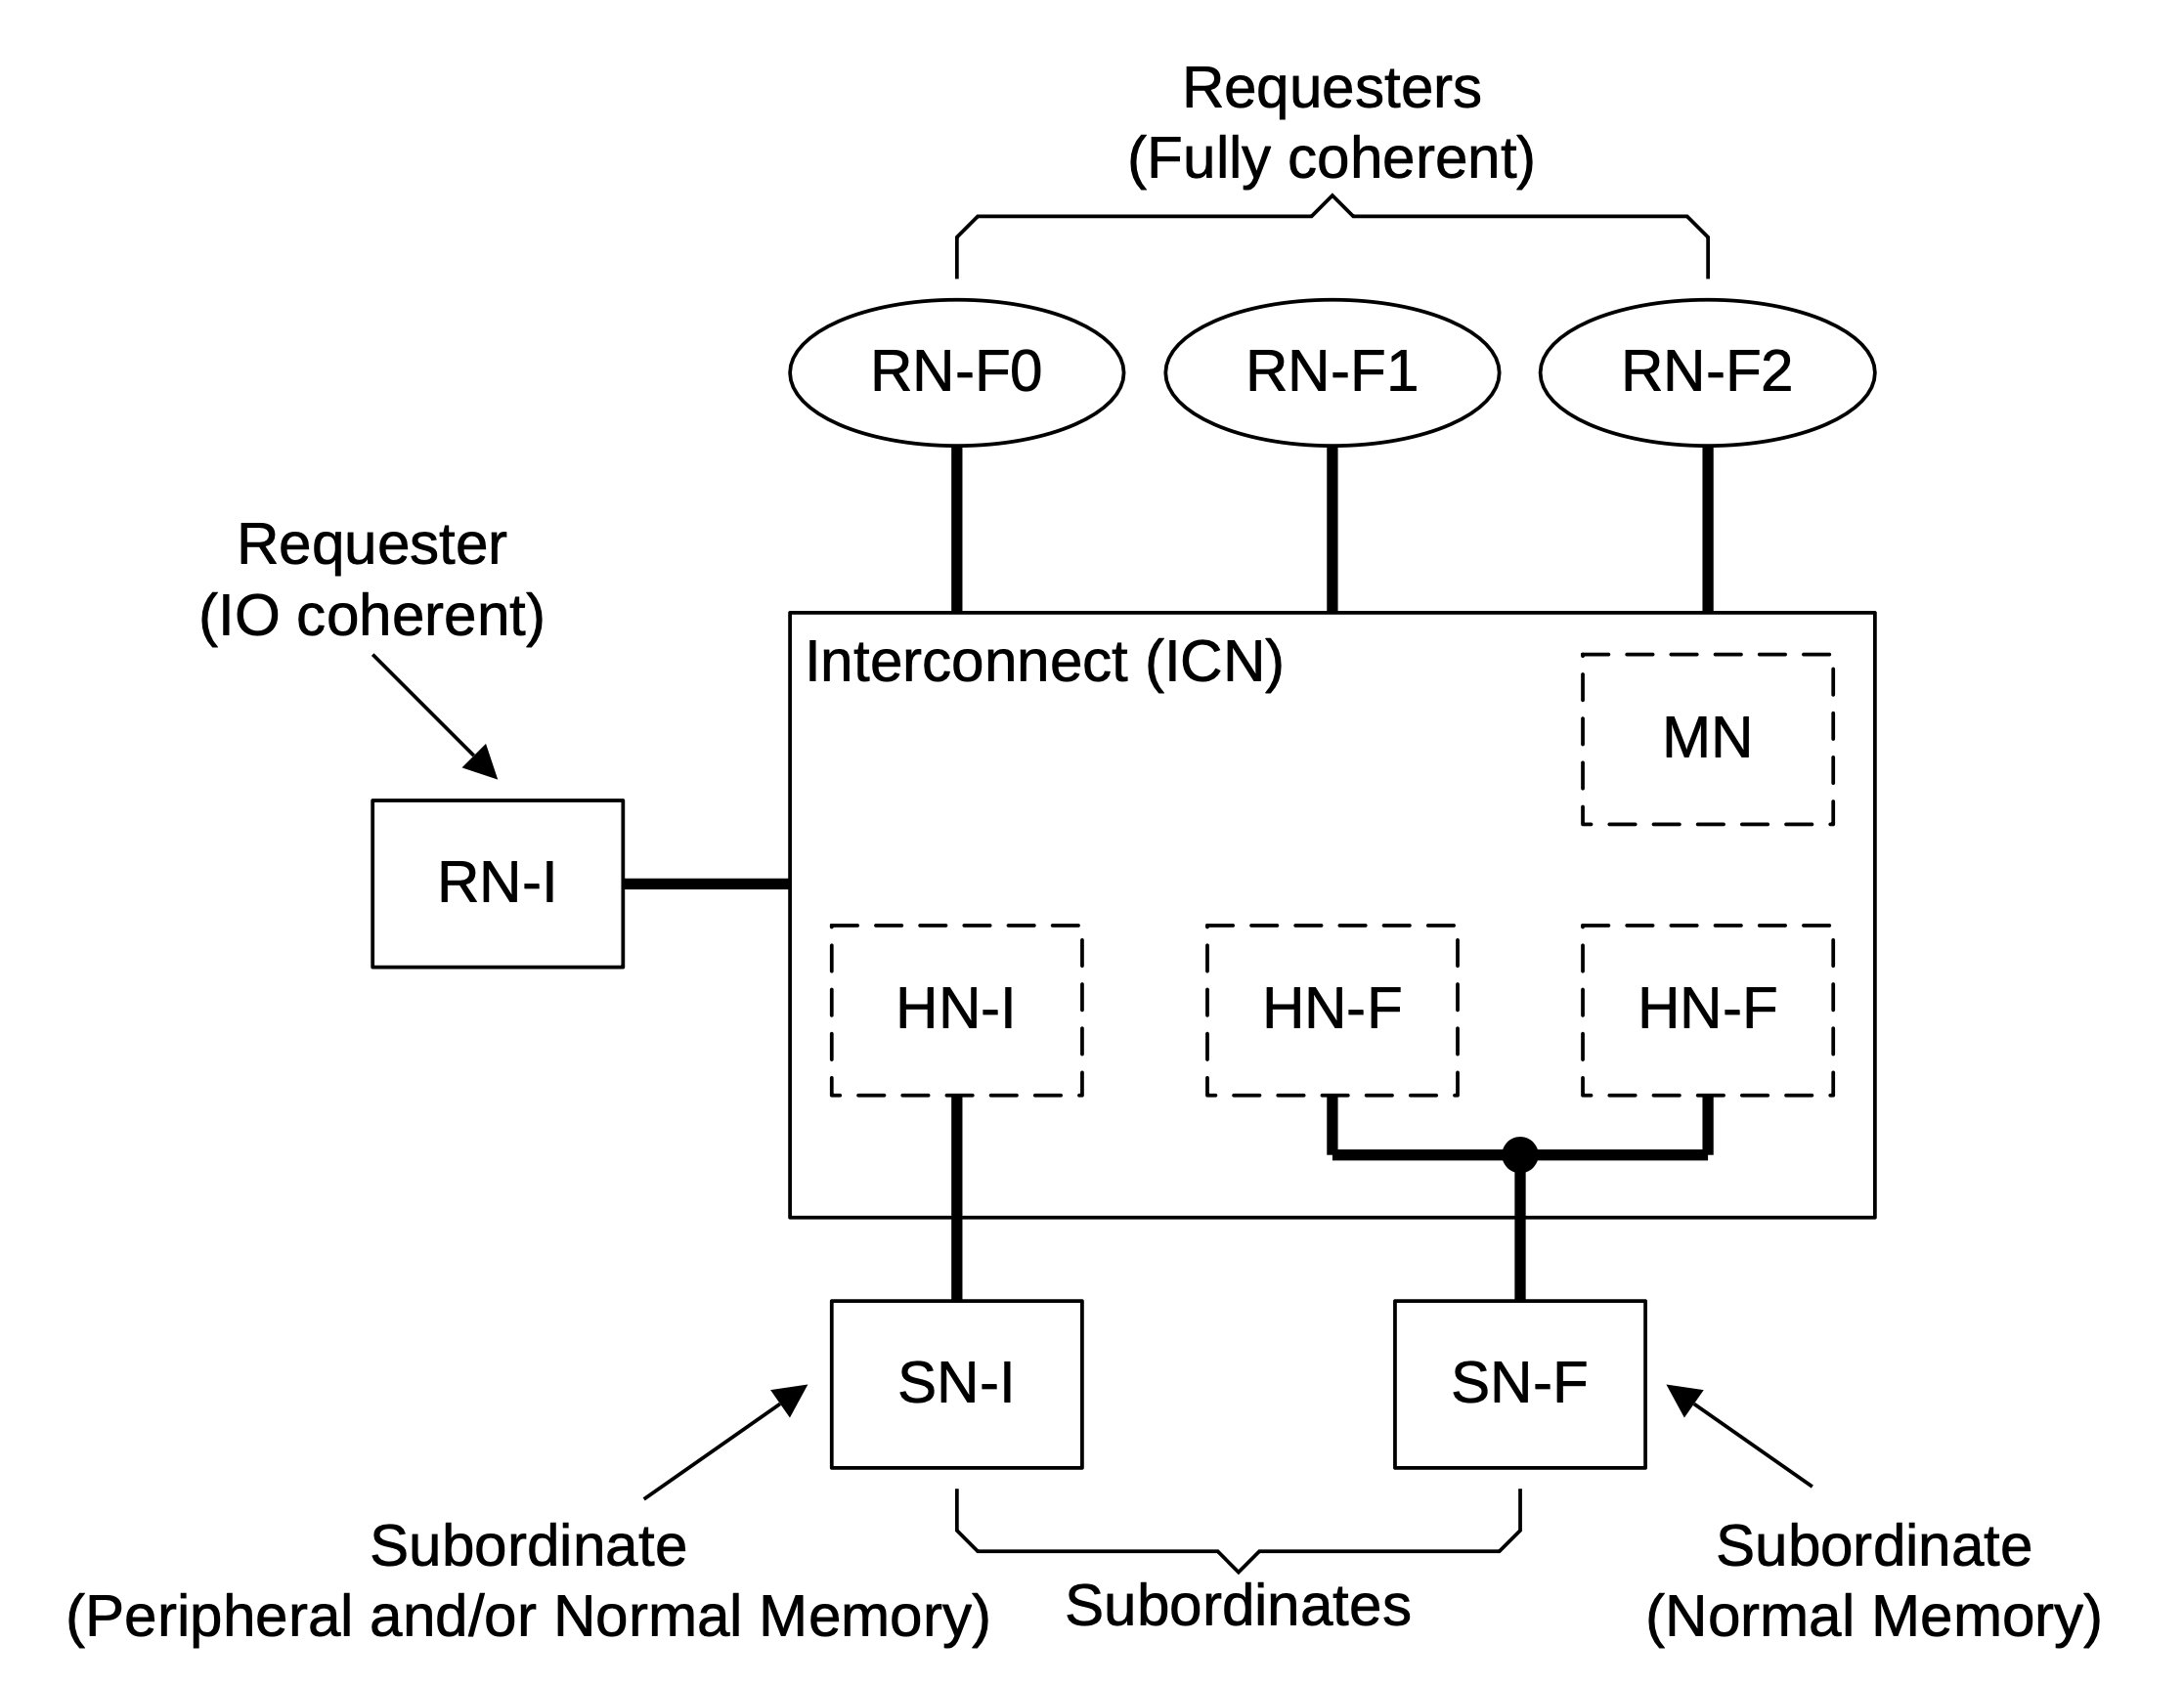 Requesters
(Fully coherent)
RN-F0
RN-F1
RN-F2
Requester
(IO coherent)
Interconnect (ICN)
MN
RN-I
HN-I
HN-F
HN-F
SN-I
SN-F
Subordinate
(Peripheral and/or Normal Memory)
Subordinates
Subordinate
(Normal Memory)